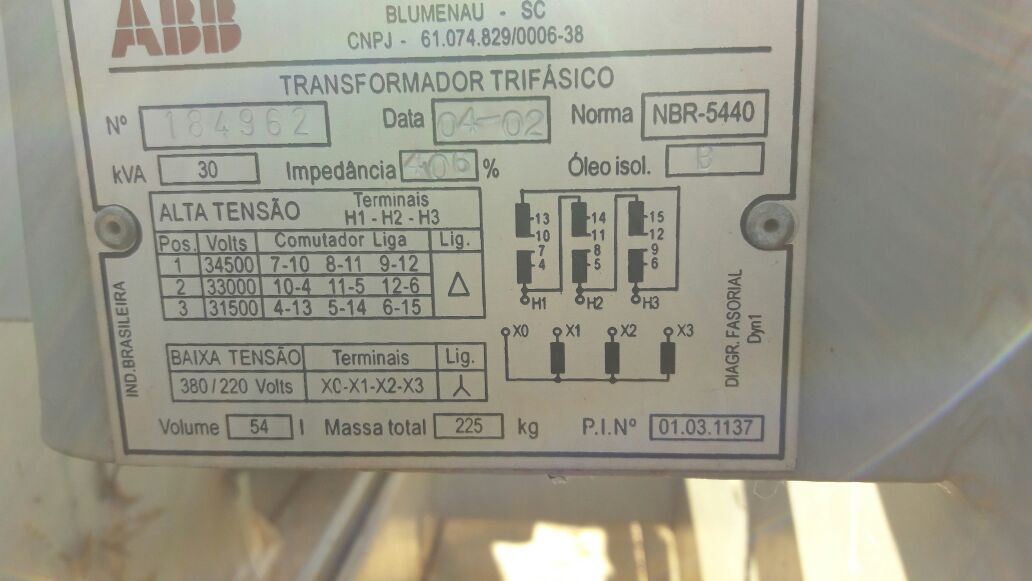 ABB
BLUMENAU - SC
CNPJ - 61.074.829/0006-38
TRANSFORMADOR TRIFÁSICO
Nº 184962 Data 04-02 Norma NBR-5440
kVA 30 Impedância 4,06 % Óleo isol. B
ALTA TENSÃO Terminais H1 - H2 - H3
Pos. Volts Comutador Liga Lig.
1 34500 7-10 8-11 9-12
2 33000 10-4 11-5 12-6
3 31500 4-13 5-14 6-15
Δ
13 14 15
10 11 12
7 8 9
4 5 6
H1 H2 H3
X0 X1 X2 X3
IND.BRASILEIRA
DIAGR. FASORIAL
Dyn1
BAIXA TENSÃO Terminais Lig.
380/220 Volts X0-X1-X2-X3
Volume 54 l Massa total 225 kg P.I.Nº 01.03.1137